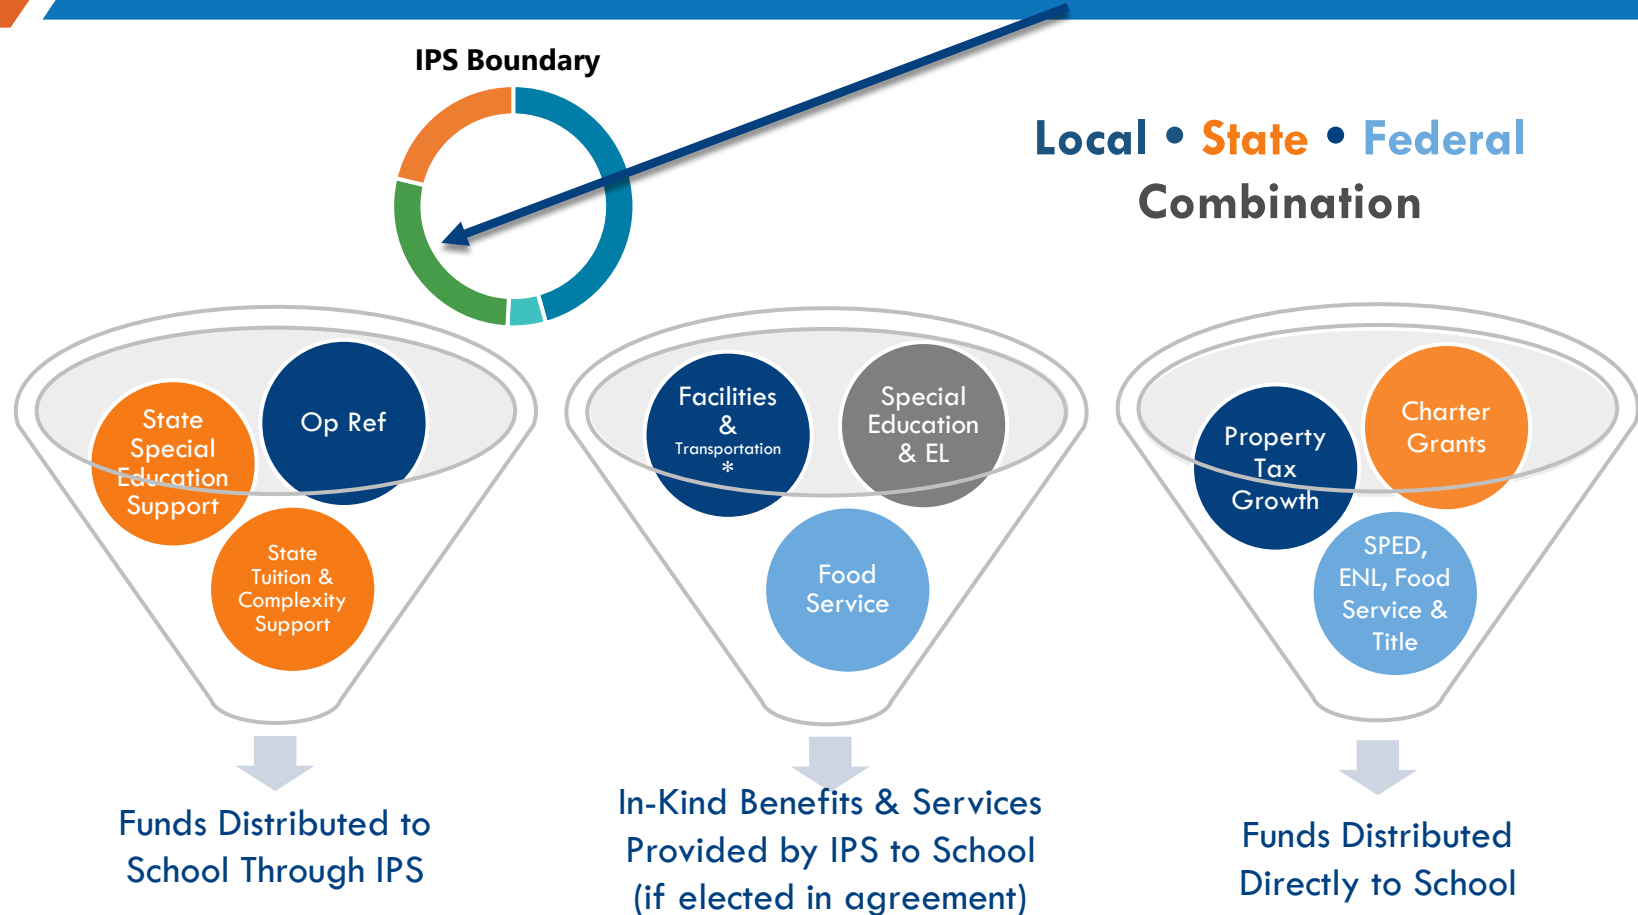 IPS Boundary
Local • State • Federal
Combination
State
Special
Education
Support
Op Ref
State
Tuition &
Complexity
Support
Funds Distributed to
School Through IPS
Facilities
&
Transportation
*
Special
Education
& EL
Food
Service
In-Kind Benefits & Services
Provided by IPS to School
(if elected in agreement)
Property
Tax
Growth
Charter
Grants
SPED,
ENL, Food
Service &
Title
Funds Distributed
Directly to School